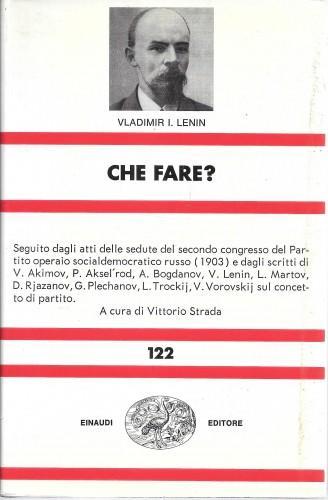 VLADIMIR I. LENIN
CHE FARE?
Seguito dagli atti delle sedute del secondo congresso del Par-
tito operaio socialdemocratico russo (1903) e dagli scritti di
V. Akimov, P. Aksel'rod, A. Bogdanov, V. Lenin, L. Martov,
D. Rjazanov, G. Plechanov, L. Trockij, V. Vorovskij sul concet-
to di partito.
A cura di Vittorio Strada
122
EINAUDI
EDITORE